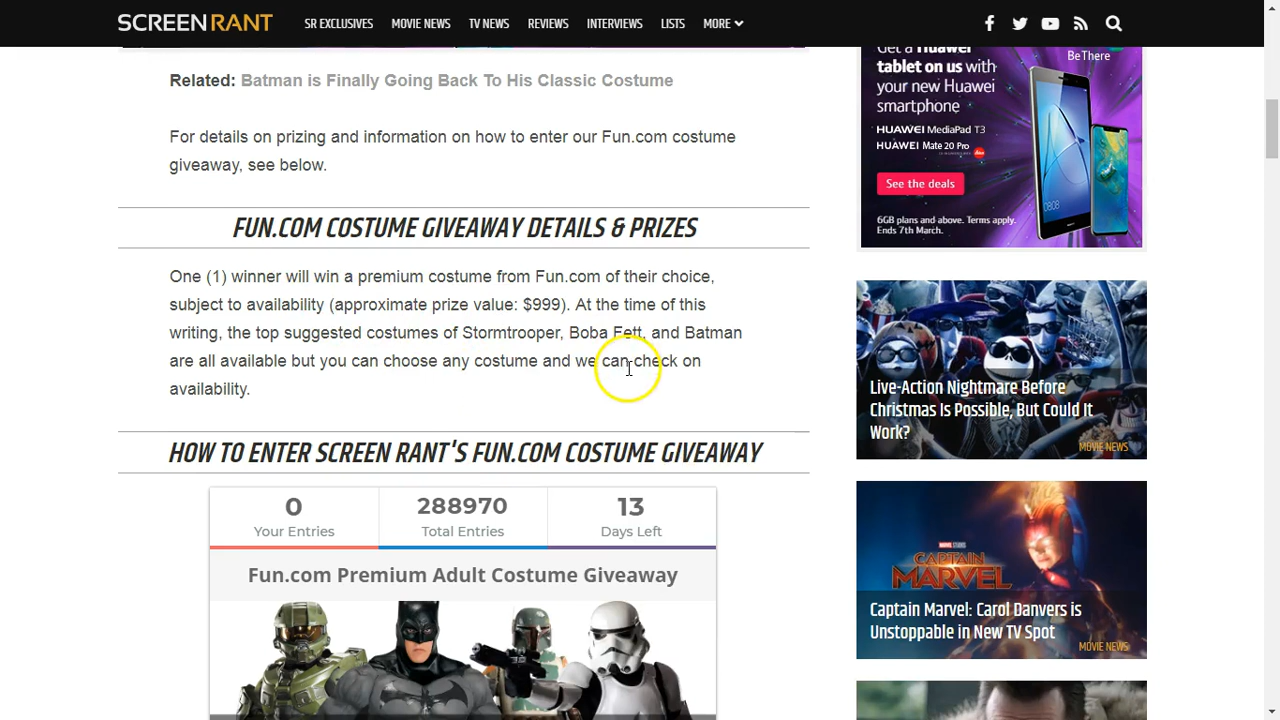 SCREENRANT
SR EXCLUSIVES MOVIE NEWS TV NEWS REVIEWS INTERVIEWS LISTS MORE
Related: Batman is Finally Going Back To His Classic Costume
For details on prizing and information on how to enter our Fun.com costume
giveaway, see below.
FUN.COM COSTUME GIVEAWAY DETAILS & PRIZES
One (1) winner will win a premium costume from Fun.com of their choice,
subject to availability (approximate prize value: $999). At the time of this
writing, the top suggested costumes of Stormtrooper, Boba Fett, and Batman
are all available but you can choose any costume and we can check on
availability.
HOW TO ENTER SCREEN RANT'S FUN.COM COSTUME GIVEAWAY
0 288970 13
Your Entries Total Entries Days Left
Fun.com Premium Adult Costume Giveaway
Get a Huawei
tablet on us with
your new Huawei
smartphone
BeThere
HUAWEI MediaPad T3
HUAWEI Mate 20 Pro
See the deals
6GB plans and above. Terms apply.
Ends 7th March.
Live-Action Nightmare Before
Christmas Is Possible, But Could It
Work?
MOVIE NEWS
MARVEL STUDIOS
CAPTAIN
MARVEL
Captain Marvel: Carol Danvers is
Unstoppable in New TV Spot
MOVIE NEWS